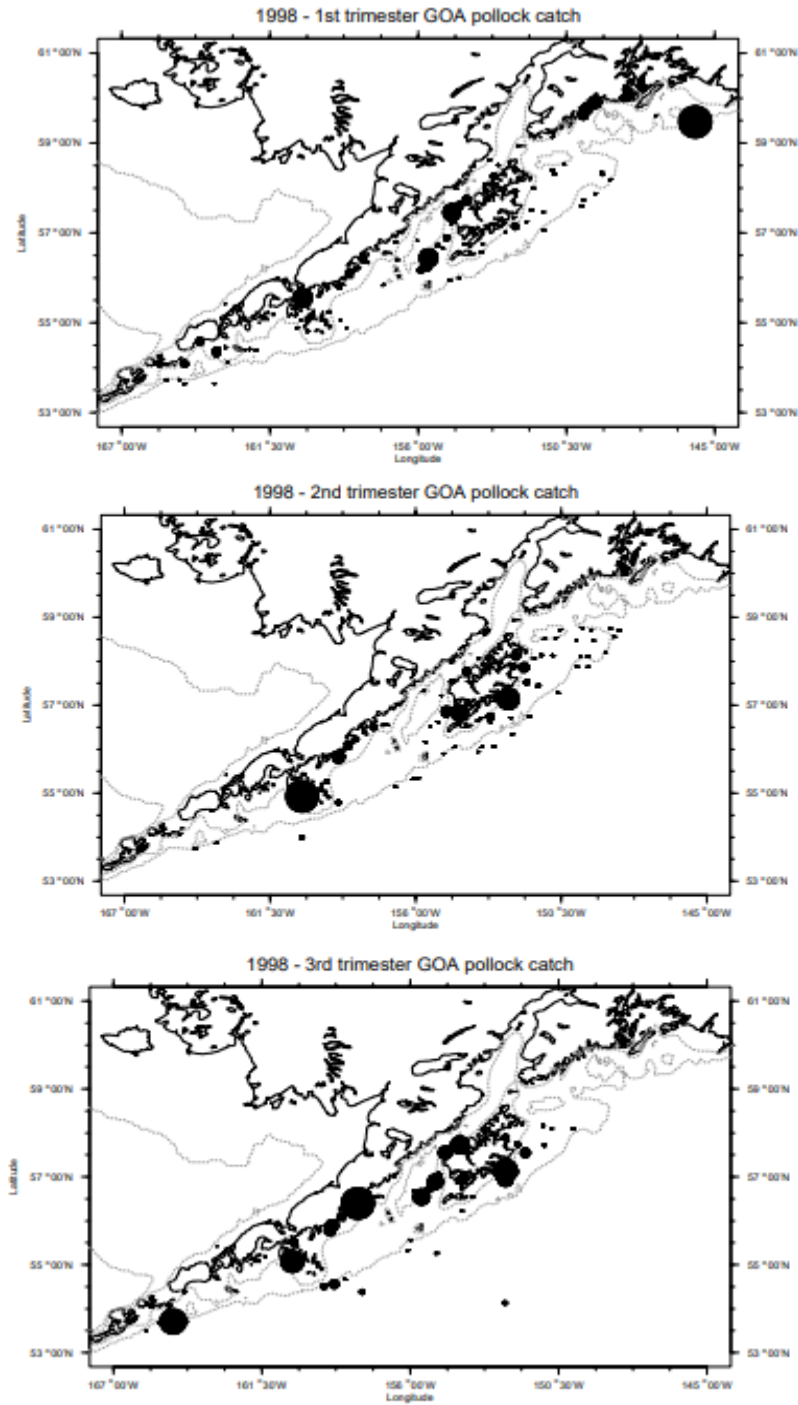 1998 - 1st trimester GOA pollock catch
61°00'N 61°00'N
59°00'N 59°00'N
57°00'N 57°00'N
55°00'N 55°00'N
53°00'N 53°00'N
Latitude
167°00'W 161°30'W 156°00'W 150°30'W 145°00'W
Longitude
1998 - 2nd trimester GOA pollock catch
61°00'N 61°00'N
59°00'N 59°00'N
57°00'N 57°00'N
55°00'N 55°00'N
53°00'N 53°00'N
Latitude
167°00'W 161°30'W 156°00'W 150°30'W 145°00'W
Longitude
1998 - 3rd trimester GOA pollock catch
61°00'N 61°00'N
59°00'N 59°00'N
57°00'N 57°00'N
55°00'N 55°00'N
53°00'N 53°00'N
Latitude
167°00'W 161°30'W 156°00'W 150°30'W 145°00'W
Longitude